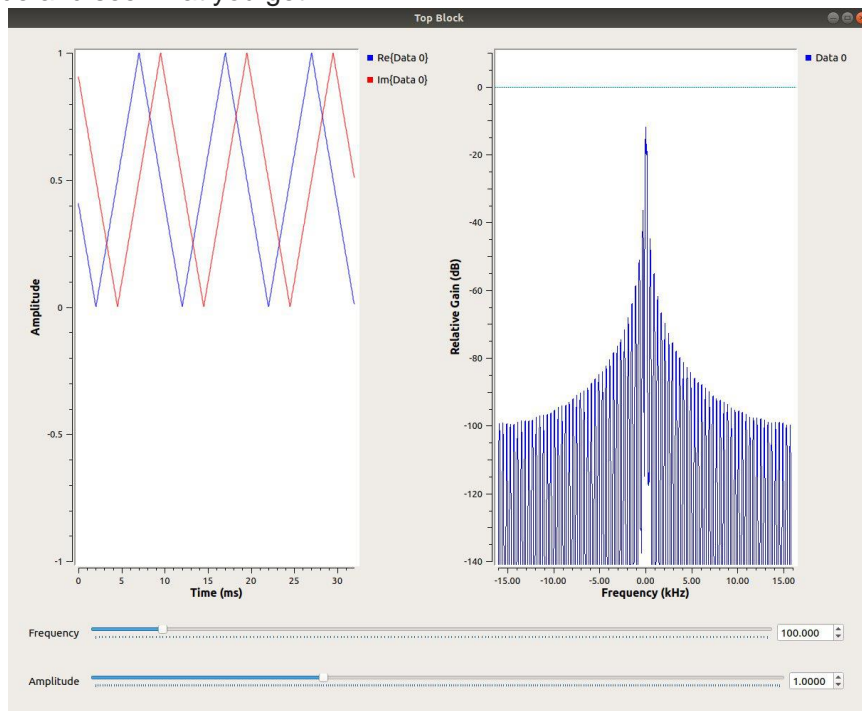 Top Block
Re{Data 0}
Im{Data 0}
1
0.5
0
-0.5
-1
Amplitude
0 5 10 15 20 25 30
Time (ms)
Data 0
0
-20
-40
-60
-80
-100
-120
-140
Relative Gain (dB)
-15.00 -10.00 -5.00 0.00 5.00 10.00 15.00
Frequency (kHz)
Frequency 100.000
Amplitude 1.0000